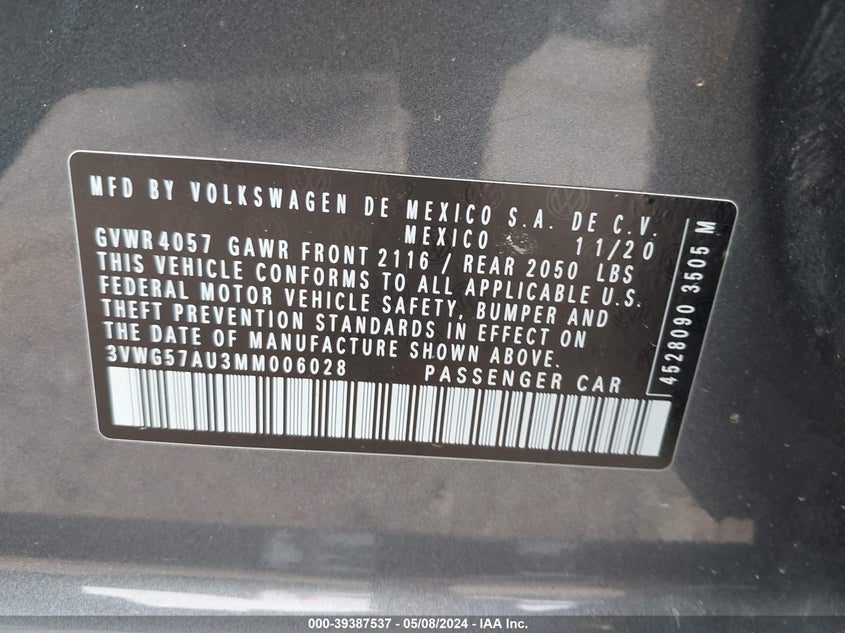 MFD BY VOLKSWAGEN DE MEXICO S.A. DE C.V.
MEXICO 11/20
GVWR4057 GAWR FRONT 2116 / REAR 2050 LBS
THIS VEHICLE CONFORMS TO ALL APPLICABLE U.S.
FEDERAL MOTOR VEHICLE SAFETY, BUMPER AND
THEFT PREVENTION STANDARDS IN EFFECT ON
THE DATE OF MANUFACTURE SHOWN ABOVE.
3VWG57AU3MM006028 PASSENGER CAR
4528090 3505 M
000-39387537 - 05/08/2024 - IAA Inc.